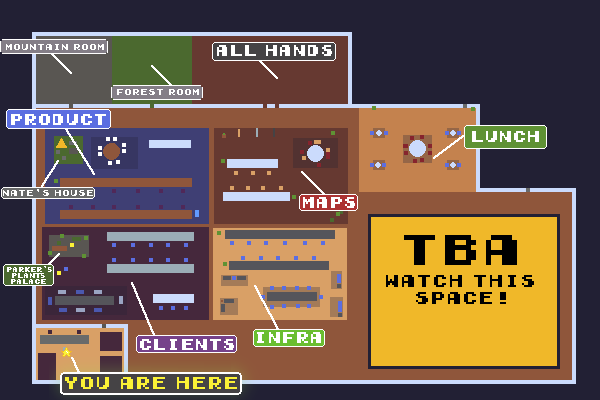 MOUNTAIN ROOM
ALL HANDS
FOREST ROOM
PRODUCT
LUNCH
NATE'S HOUSE
MAPS
TBA
WATCH THIS
SPACE!
PARKER'S
PLANTS
PALACE
CLIENTS
INFRA
YOU ARE HERE